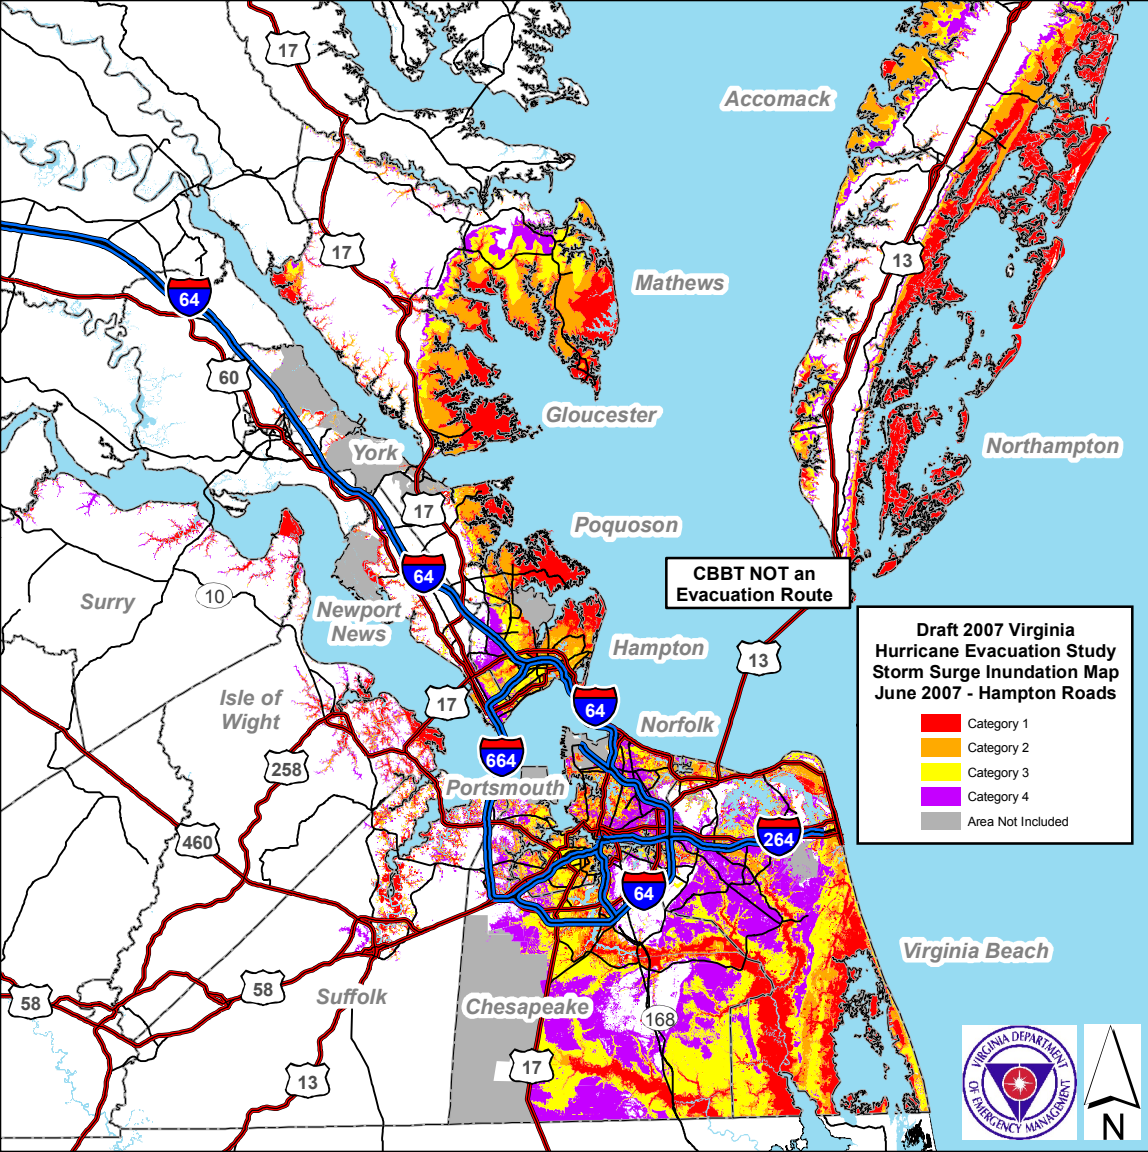 17
Accomack
17
13
64
Mathews
60
Gloucester
York
Northampton
17
Poquoson
64
CBBT NOT an
Evacuation Route
10
Surry
Newport
News
Hampton
13
Draft 2007 Virginia
Hurricane Evacuation Study
Storm Surge Inundation Map
June 2007 - Hampton Roads
Category 1
Category 2
Category 3
Category 4
Area Not Included
Isle of
Wight
17
64
Norfolk
258
664
Portsmouth
460
264
64
Virginia Beach
58
58
Suffolk
Chesapeake
168
17
13
VIRGINIA DEPARTMENT
OF EMERGENCY MANAGEMENT
N